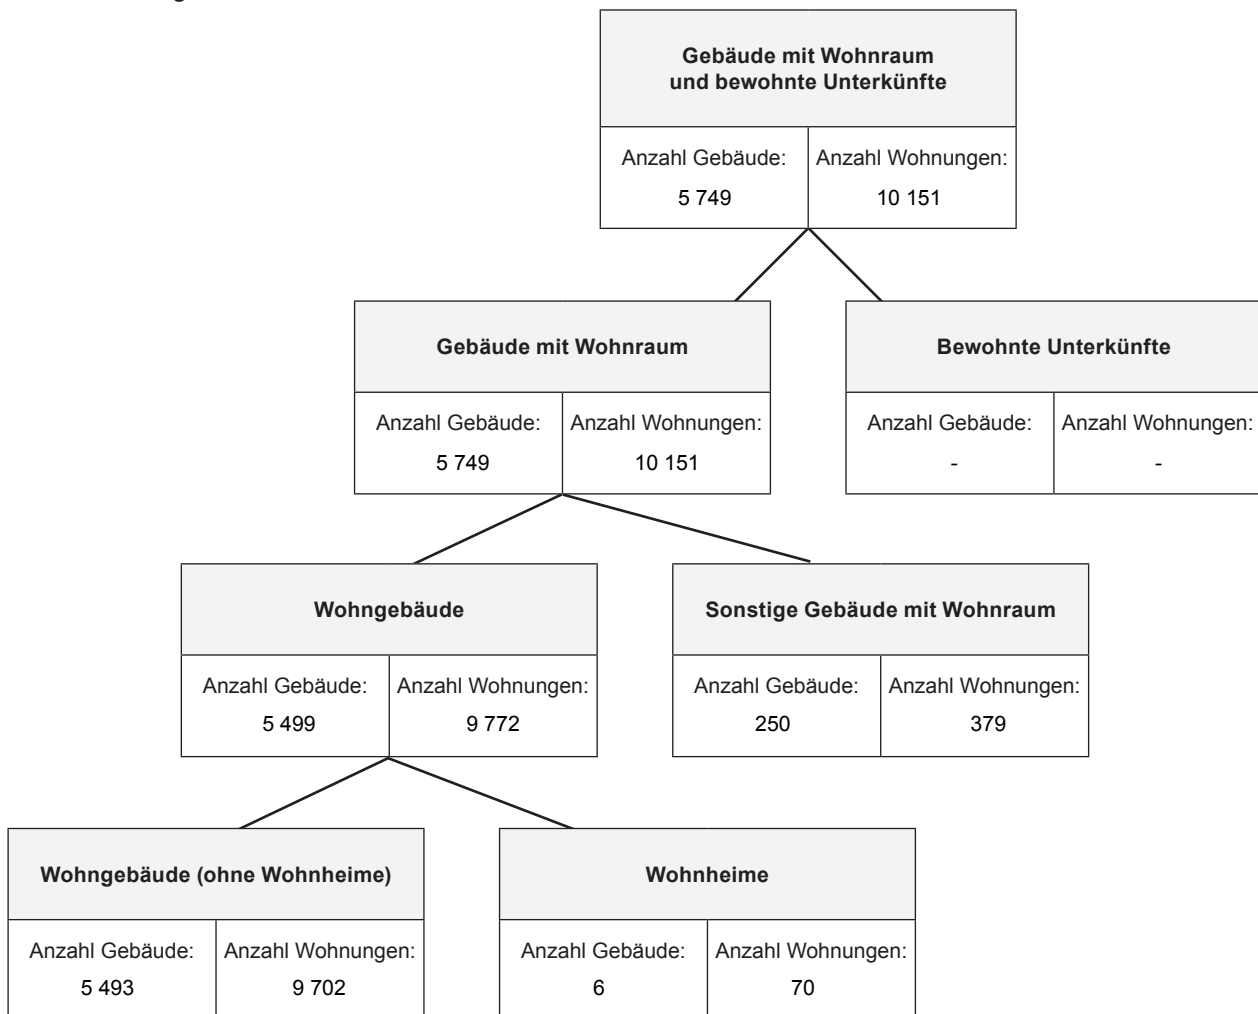 Gebäude mit Wohnraum
und bewohnte Unterkünfte
Anzahl Gebäude: Anzahl Wohnungen:
5 749 10 151
Gebäude mit Wohnraum Bewohnte Unterkünfte
Anzahl Gebäude: Anzahl Wohnungen: Anzahl Gebäude: Anzahl Wohnungen:
5 749 10 151 - -
Wohngebäude Sonstige Gebäude mit Wohnraum
Anzahl Gebäude: Anzahl Wohnungen: Anzahl Gebäude: Anzahl Wohnungen:
5 499 9 772 250 379
Wohngebäude (ohne Wohnheime) Wohnheime
Anzahl Gebäude: Anzahl Wohnungen: Anzahl Gebäude: Anzahl Wohnungen:
5 493 9 702 6 70